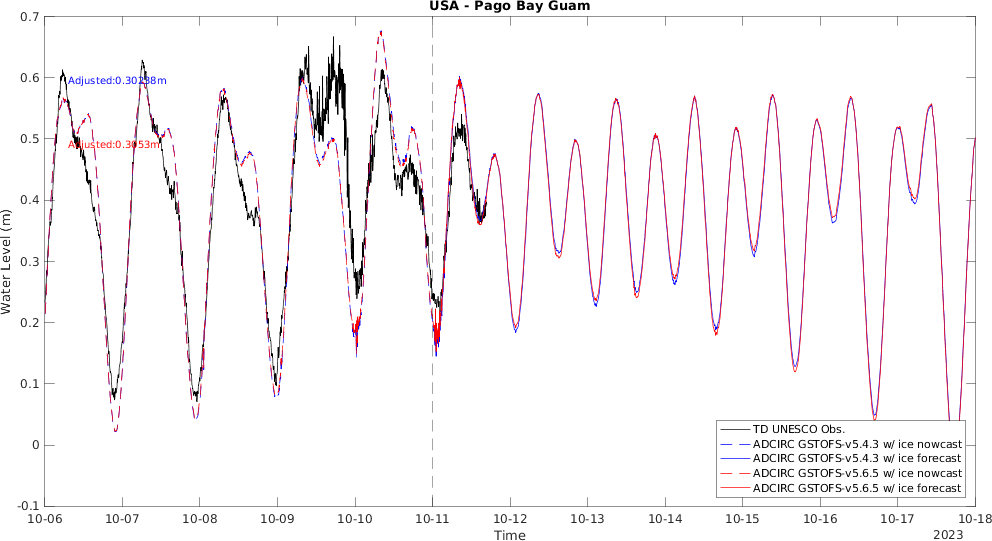 USA - Pago Bay Guam
0.7
0.6
0.5
0.4
0.3
0.2
0.1
0
-0.1
Water Level (m)
Adjusted:0.30238m
Adjusted:0.3053m
TD UNESCO Obs.
ADCIRC GSTOFS-v5.4.3 w/ ice nowcast
ADCIRC GSTOFS-v5.4.3 w/ ice forecast
ADCIRC GSTOFS-v5.6.5 w/ ice nowcast
ADCIRC GSTOFS-v5.6.5 w/ ice forecast
10-06 10-07 10-08 10-09 10-10 10-11 10-12 10-13 10-14 10-15 10-16 10-17 10-18
Time
2023